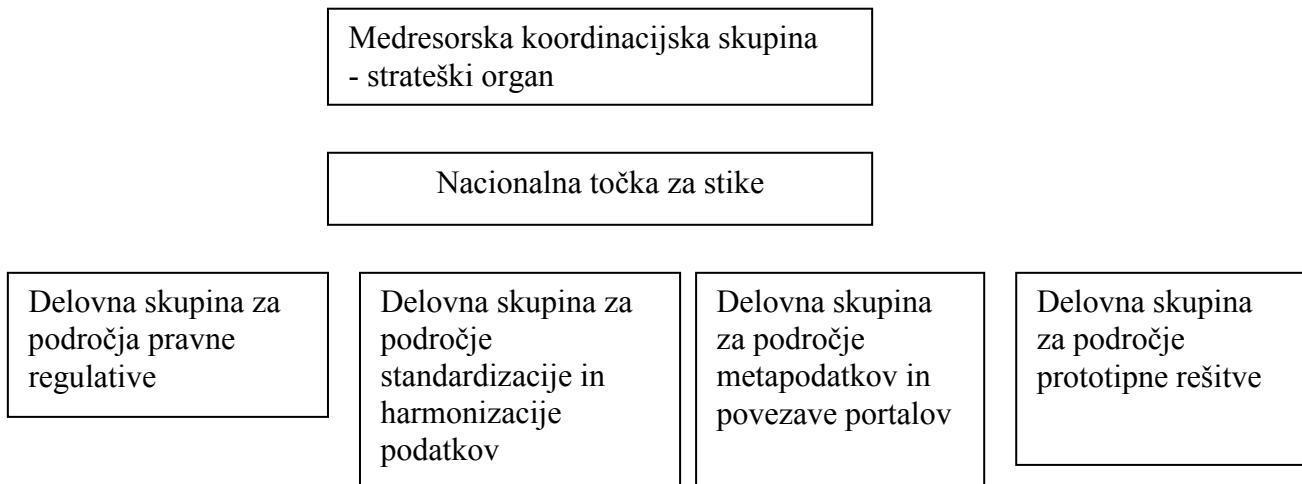 Medresorska koordinacijska skupina
- strateški organ
Nacionalna točka za stike
Delovna skupina za
področja pravne
regulative
Delovna skupina za
področje
standardizacije in
harmonizacije
podatkov
Delovna skupina
za področje
metapodatkov in
povezave portalov
Delovna skupina
za področje
prototipne rešitve